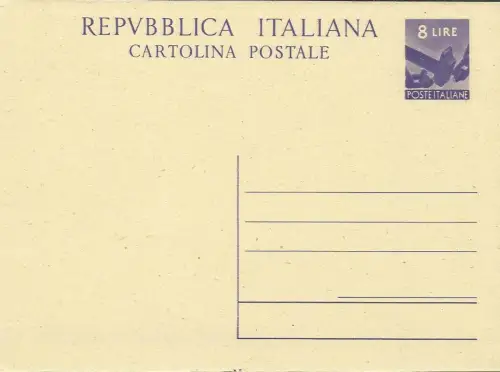 REPVBBLICA ITALIANA
CARTOLINA POSTALE
8 LIRE
POSTE ITALIANE